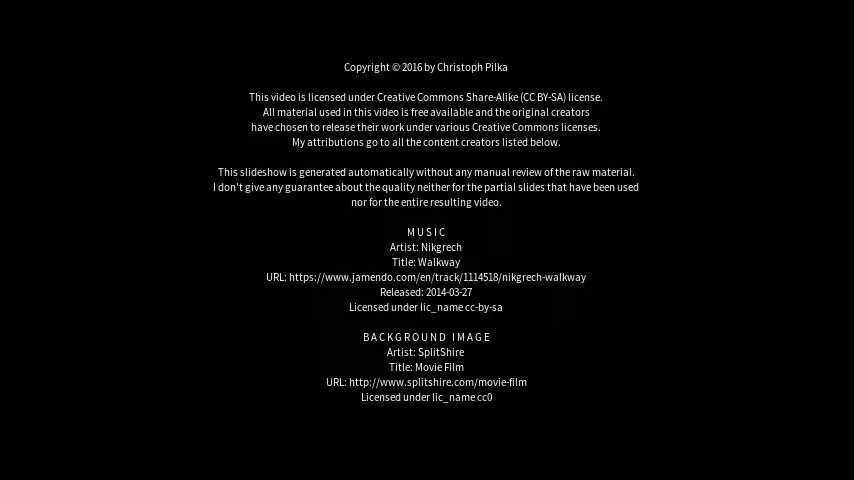 Copyright © 2016 by Christoph Pilka
This video is licensed under Creative Commons Share-Alike (CC BY-SA) license.
All material used in this video is free available and the original creators
have chosen to release their work under various Creative Commons licenses.
My attributions go to all the content creators listed below.
This slideshow is generated automatically without any manual review of the raw material.
I don't give any guarantee about the quality neither for the partial slides that have been used
nor for the entire resulting video.
M U S I C
Artist: Nikgrech
Title: Walkway
URL: https://www.jamendo.com/en/track/1114518/nikgrech-walkway
Released: 2014-03-27
Licensed under lic_name cc-by-sa
B A C K G R O U N D   I M A G E
Artist: SplitShire
Title: Movie Film
URL: http://www.splitshire.com/movie-film
Licensed under lic_name cc0